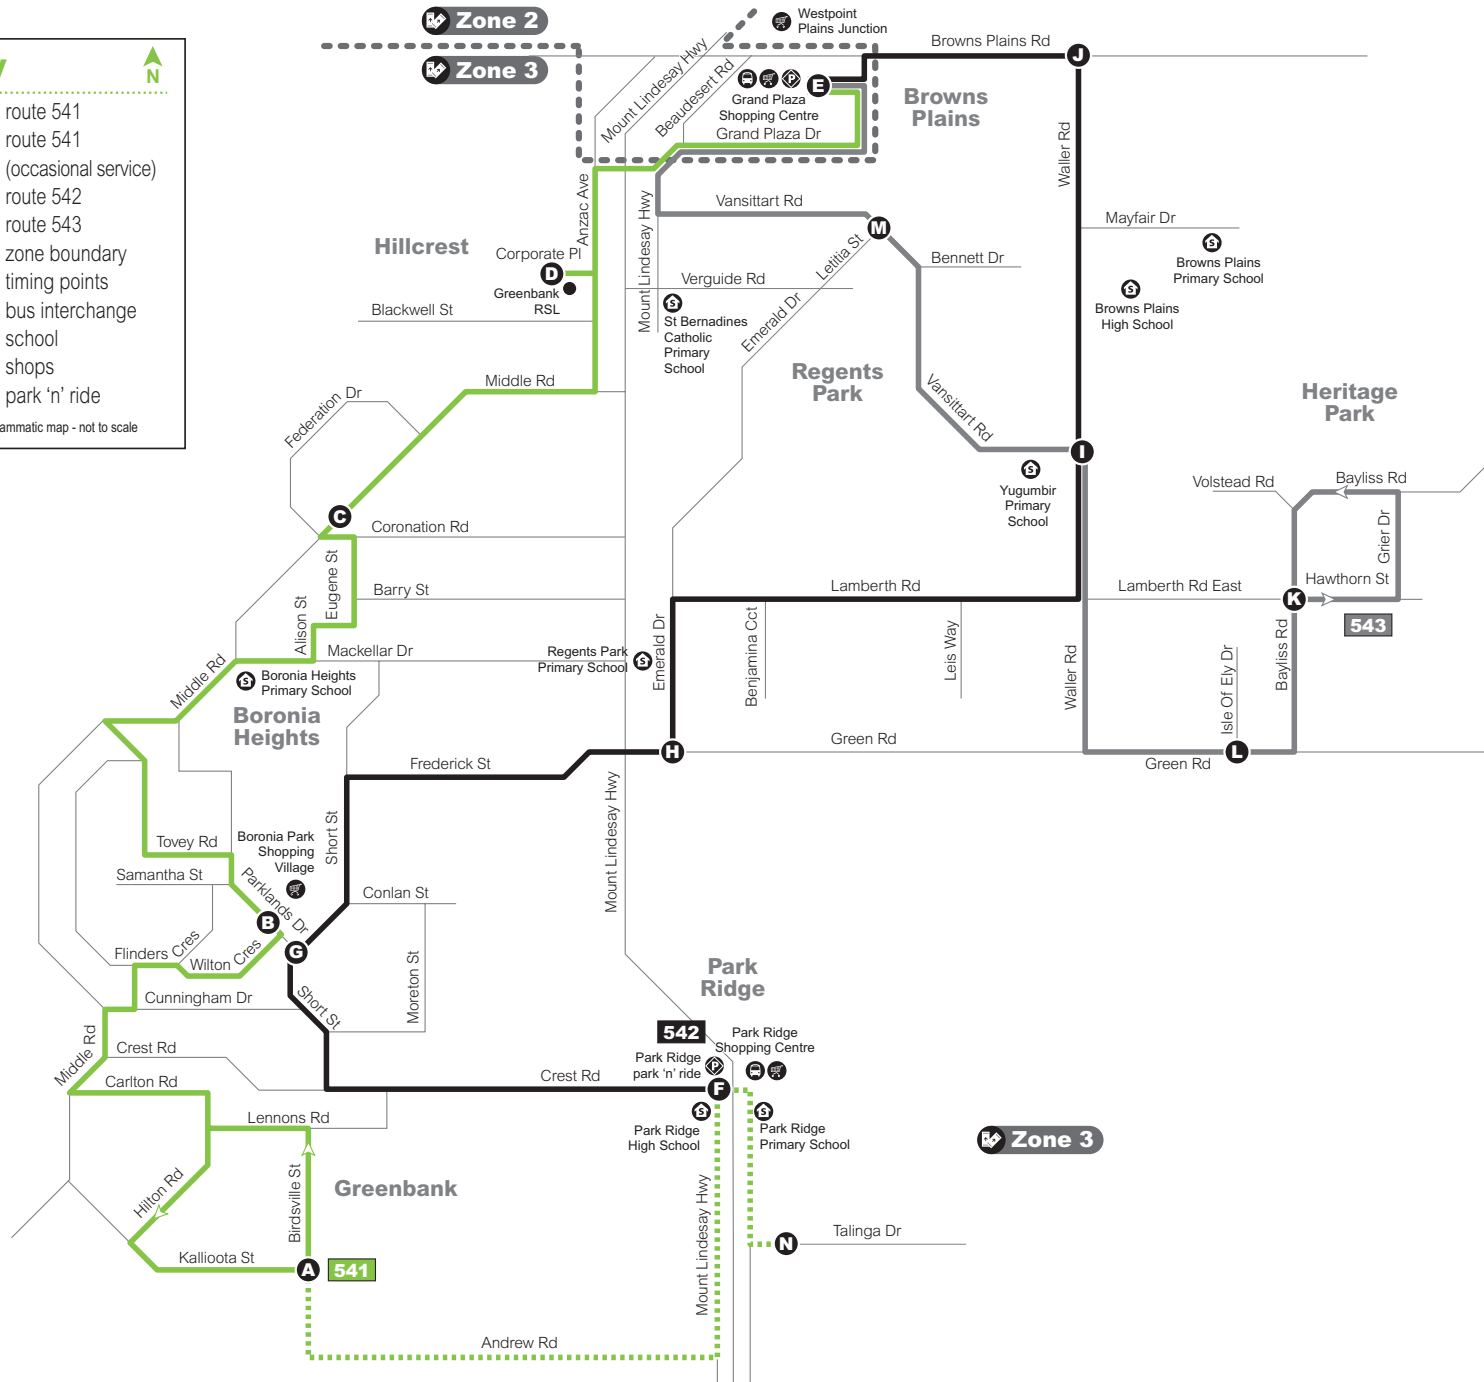 Zone 2
Zone 3
Westpoint
Plains Junction
Browns Plains Rd
J
N
route 541
route 541
(occasional service)
route 542
route 543
zone boundary
timing points
bus interchange
school
shops
park ‘n’ ride
ammatic map - not to scale
Mount Lindesay Hwy
Beaudesert Rd
P
E
Grand Plaza
Shopping Centre
Grand Plaza Dr
Browns
Plains
Waller Rd
Anzac Ave
Mount Lindesay Hwy
Vansittart Rd
M
Letitia St
Mayfair Dr
S
Browns Plains
Primary School
Hillcrest
Corporate Pl
D
Greenbank
RSL
Bennett Dr
Verguide Rd
S
Browns Plains
High School
Blackwell St
S
St Bernadines
Catholic
Primary
School
Emerald Dr
Regents
Park
Middle Rd
Federation Dr
Vansittart Rd
Heritage
Park
I
S
Yugumbir
Primary
School
Volstead Rd
Bayliss Rd
Grier Dr
C
Coronation Rd
Eugene St
Barry St
Lamberth Rd
Lamberth Rd East
Hawthorn St
K
543
Alison St
Mackellar Dr
Regents Park
Primary School
S
Emerald Dr
Benjamina Cct
Leis Way
Waller Rd
Isle Of Ely Dr
Bayliss Rd
Middle Rd
S
Boronia Heights
Primary School
Boronia
Heights
H
Green Rd
L
Green Rd
Frederick St
Short St
Mount Lindesay Hwy
Tovey Rd
Boronia Park
Shopping
Village
Samantha St
Parklands Dr
Conlan St
B
G
Flinders Cres
Wilton Cres
Moreton St
Park
Ridge
Cunningham Dr
Short St
Middle Rd
Crest Rd
542
Park Ridge
Shopping Centre
Park Ridge
park ‘n’ ride
P
Carlton Rd
Crest Rd
F
Lennons Rd
S
Park Ridge
High School
S
Park Ridge
Primary School
Zone 3
Hilton Rd
Birdsville St
Greenbank
Mount Lindesay Hwy
Kallioota St
A
541
N
Talinga Dr
Andrew Rd